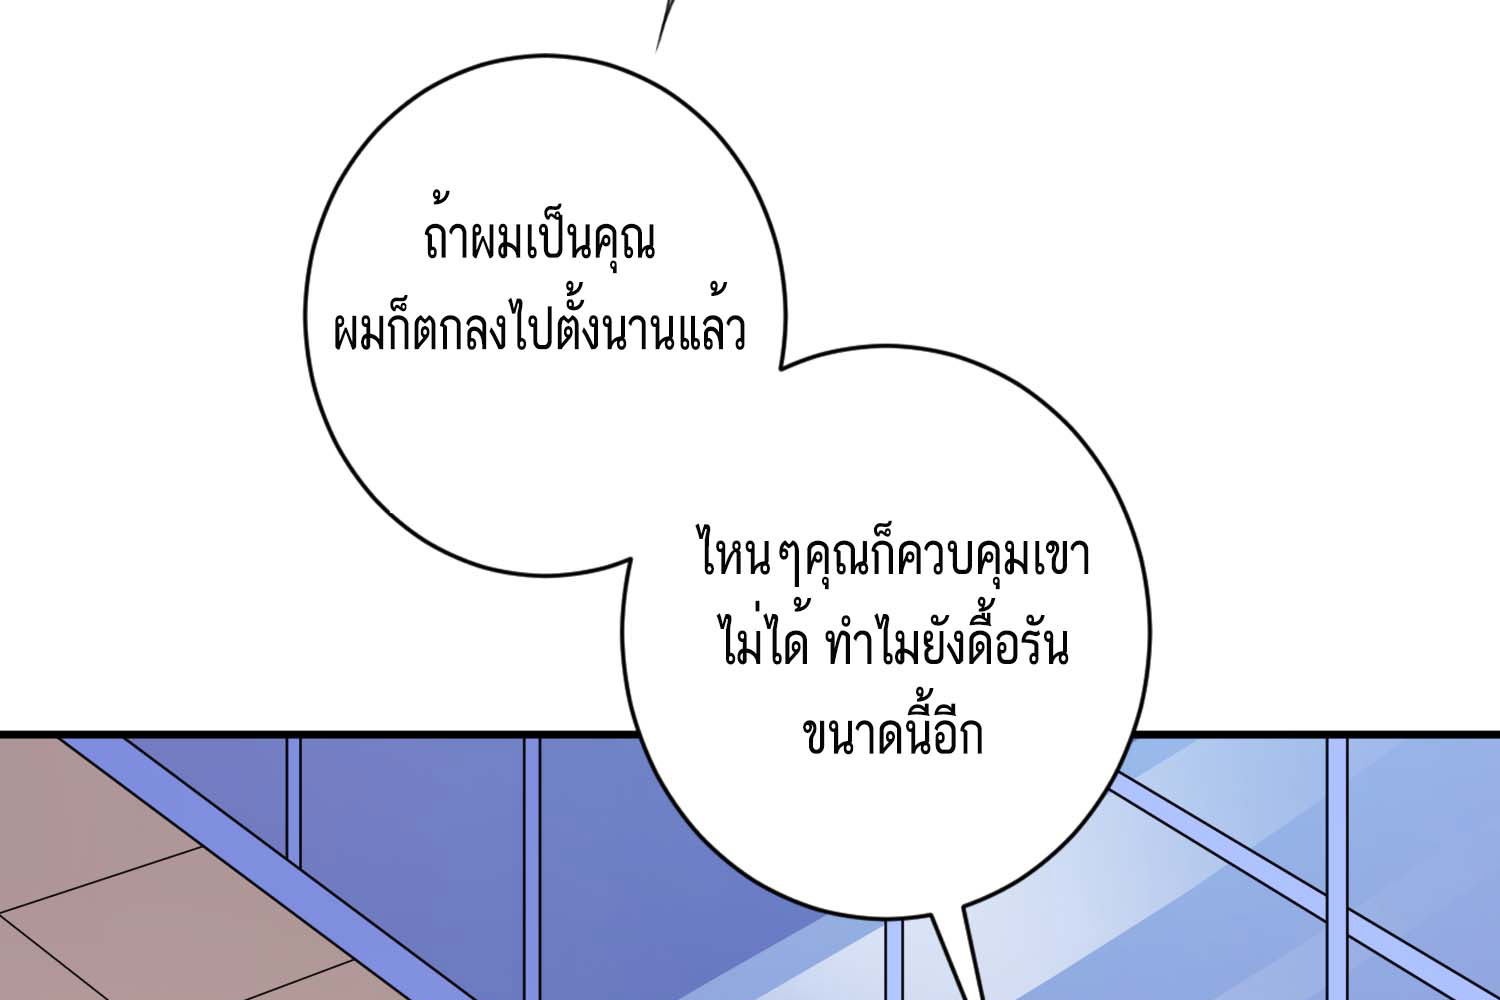 ถ้าผมเป็นคุณ
ผมก็ตกลงไปตั้งนานแล้ว
ไหนๆคุณก็ควบคุมเขา
ไม่ได้ ทำไมยังดื้อรัน
ขนาดนี้อีก